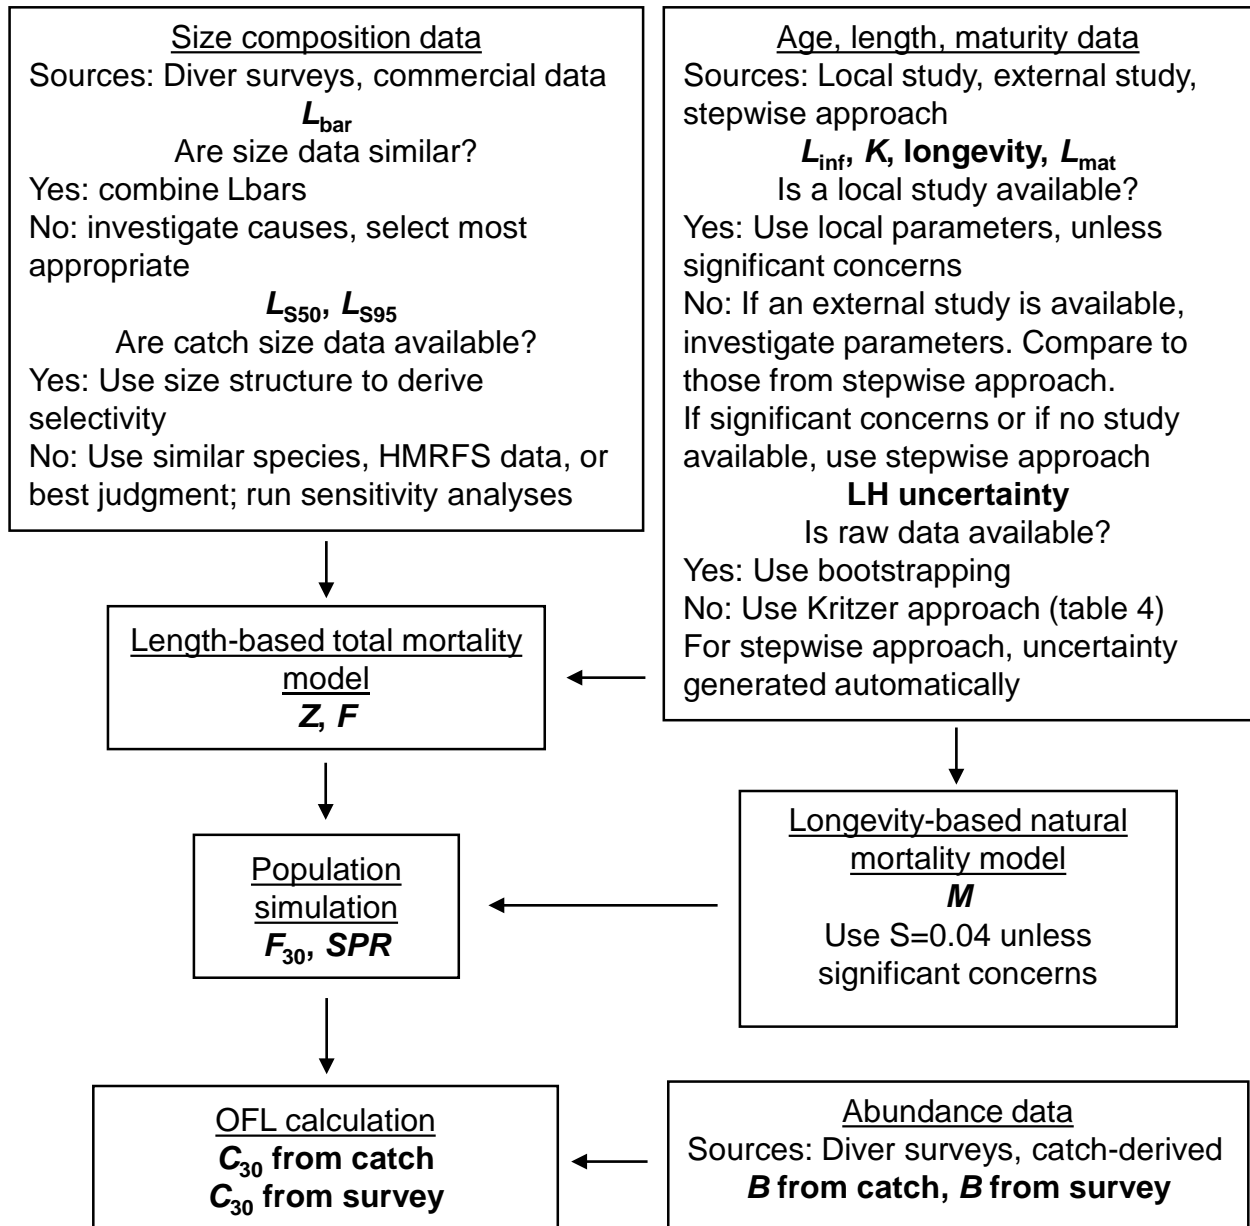 Size composition data
Sources: Diver surveys, commercial data
Lbar
Are size data similar?
Yes: combine Lbars
No: investigate causes, select most
appropriate
LS50, LS95
Are catch size data available?
Yes: Use size structure to derive
selectivity
No: Use similar species, HMRFS data, or
best judgment; run sensitivity analyses
Age, length, maturity data
Sources: Local study, external study,
stepwise approach
Linf, K, longevity, Lmat
Is a local study available?
Yes: Use local parameters, unless
significant concerns
No: If an external study is available,
investigate parameters. Compare to
those from stepwise approach.
If significant concerns or if no study
available, use stepwise approach
LH uncertainty
Is raw data available?
Yes: Use bootstrapping
No: Use Kritzer approach (table 4)
For stepwise approach, uncertainty
generated automatically
Length-based total mortality
model
Z, F
Longevity-based natural
mortality model
M
Use S=0.04 unless
significant concerns
Population
simulation
F30, SPR
OFL calculation
C30 from catch
C30 from survey
Abundance data
Sources: Diver surveys, catch-derived
B from catch, B from survey